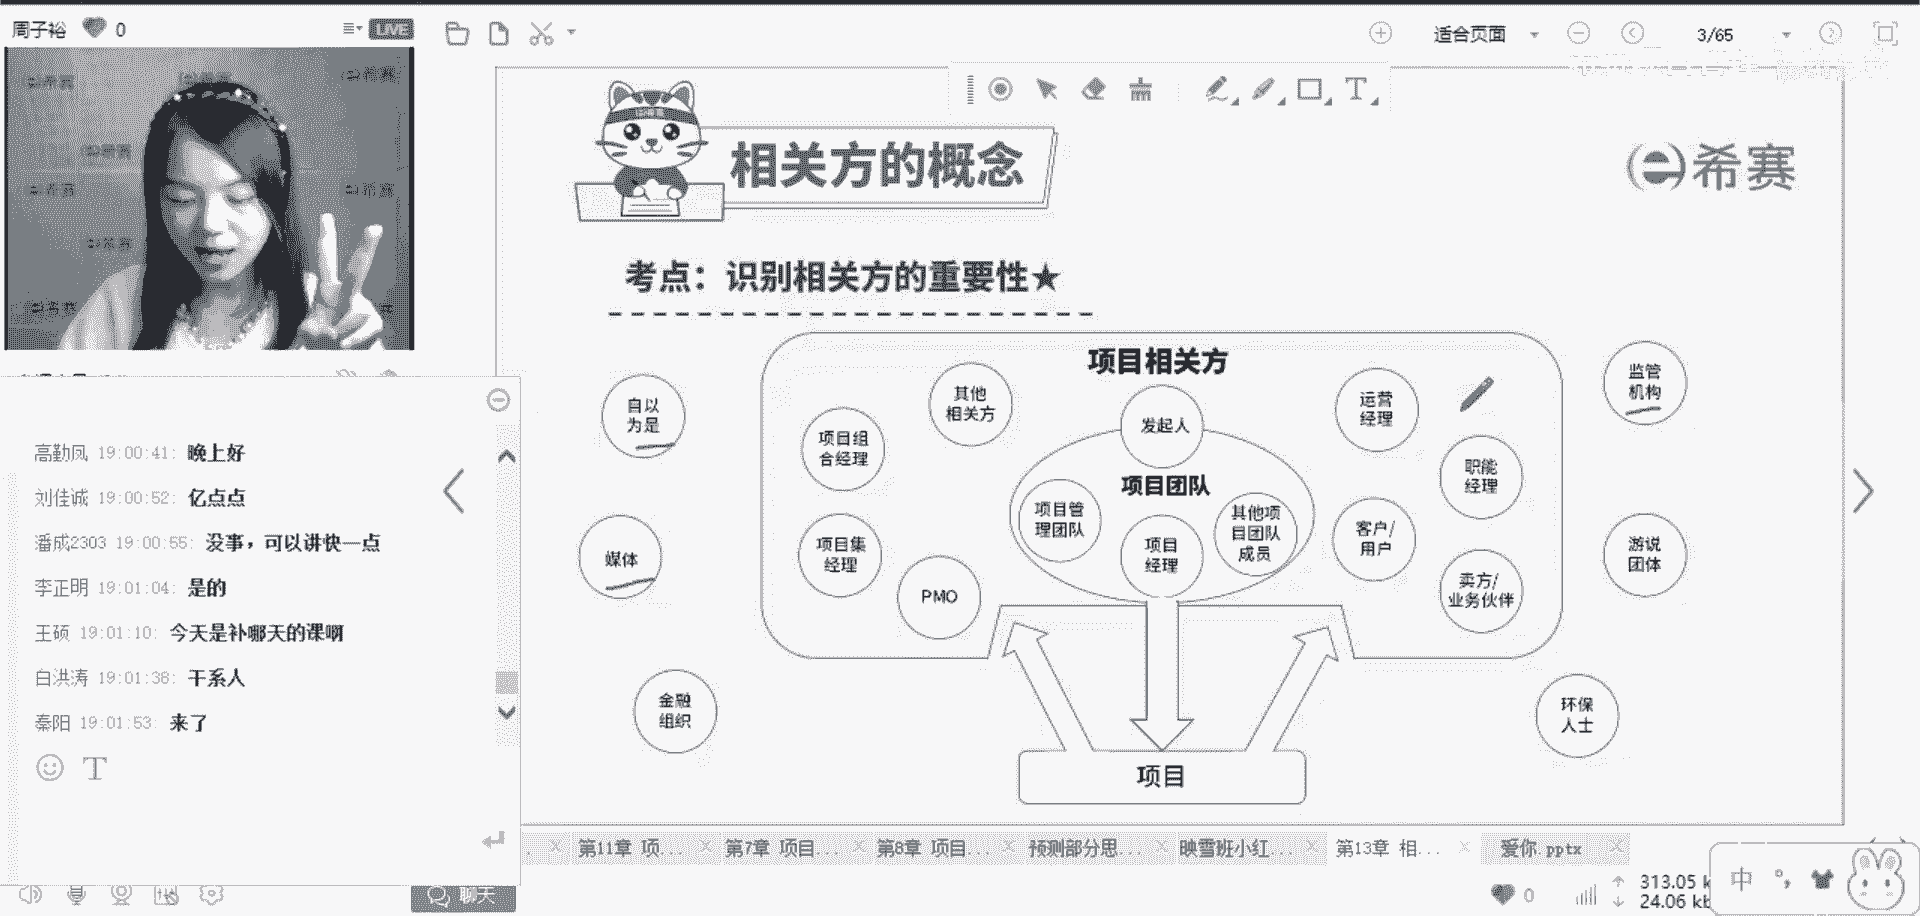 周子裕 0
LIVE
适合页面
3/65
希赛
相关方的概念
考点：识别相关方的重要性★
项目相关方
自以
为是
媒体
金融
组织
项目组
合经理
其他
相关方
项目集
经理
PMO
发起人
项目团队
项目管
理团队
项目
经理
其他项
目团队
成员
运营
经理
职能
经理
客户/
用户
卖方/
业务伙伴
监管
机构
游说
团体
环保
人士
项目
高勤凤 19:00:41: 晚上好
刘佳诚 19:00:52: 亿点点
潘成2303 19:00:55: 没事，可以讲快一点
李正明 19:01:04: 是的
王硕 19:01:10: 今天是补哪天的课啊
白洪涛 19:01:38: 干系人
秦阳 19:01:53: 来了
聊天
第11章 项...
第7章 项目...
第8章 项目...
预测部分思...
映雪班小红...
第13章 相...
爱你.pptx
0
313.05 k
24.06 kb
中